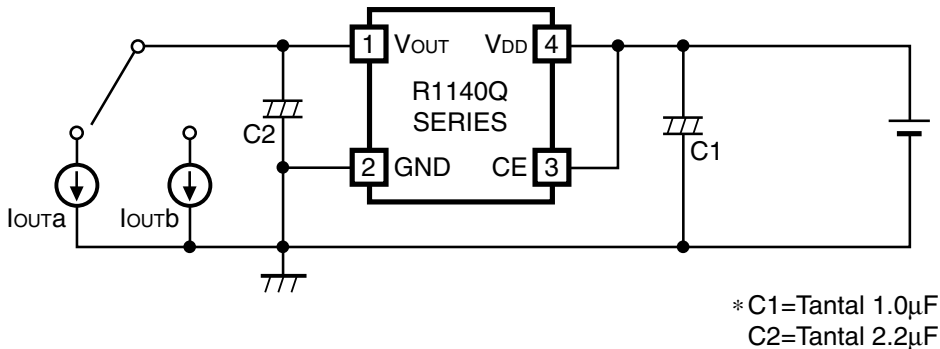 1 VOUT VDD 4
R1140Q
SERIES
C2
C1
2 GND CE 3
IOUTa IOUTb
*C1=Tantal 1.0μF
C2=Tantal 2.2μF